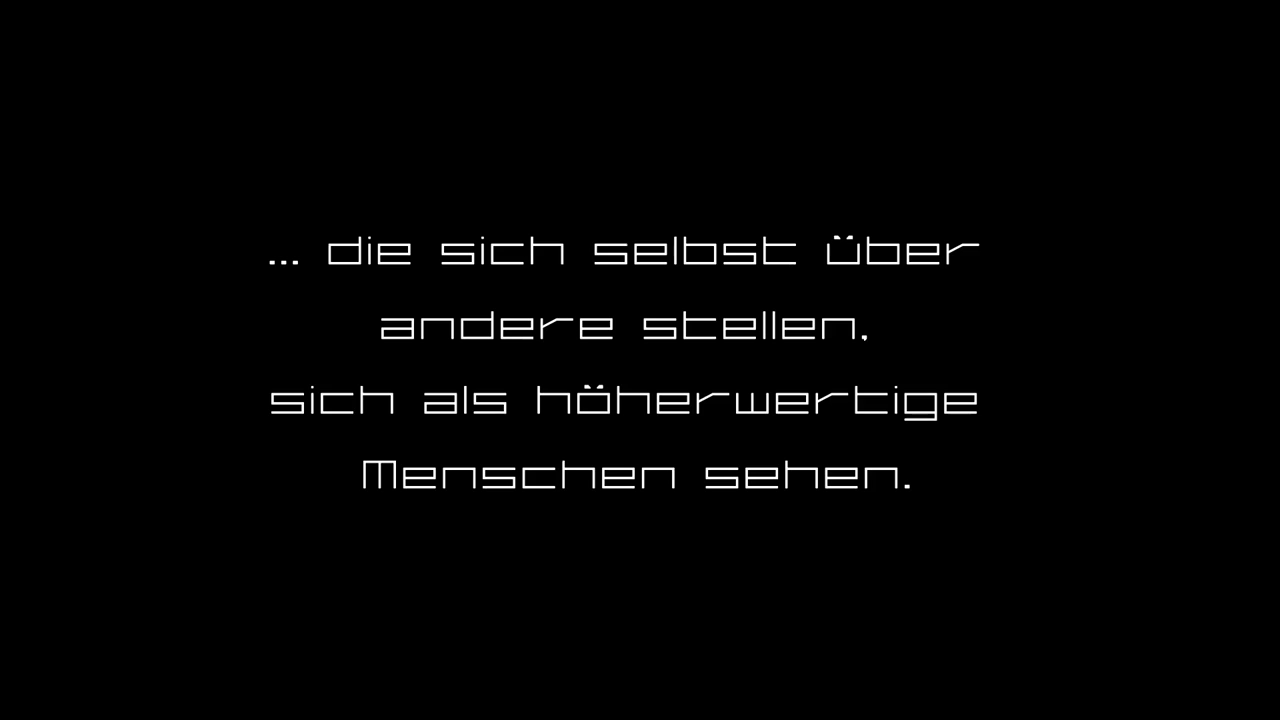 ... die sich selbst über
andere stellen,
sich als höherwertige
Menschen sehen.